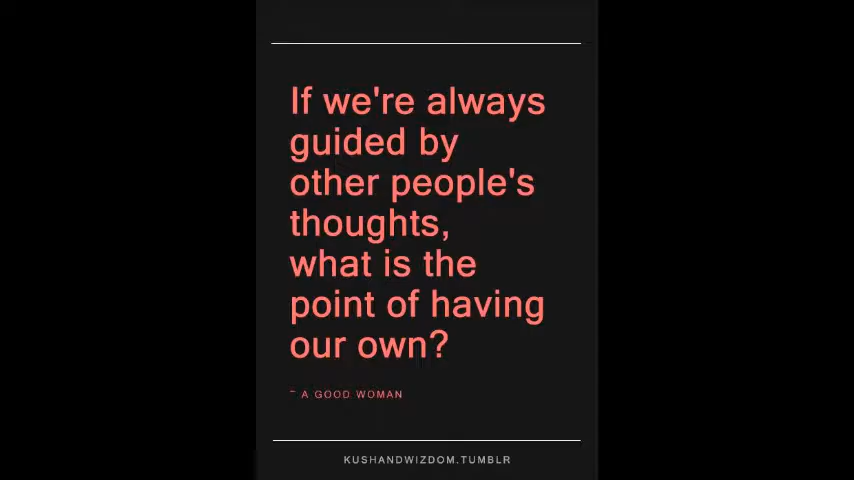 If we're always
guided by
other people's
thoughts,
what is the
point of having
our own?
~ A GOOD WOMAN
KUSHANDWIZDOM.TUMBLR